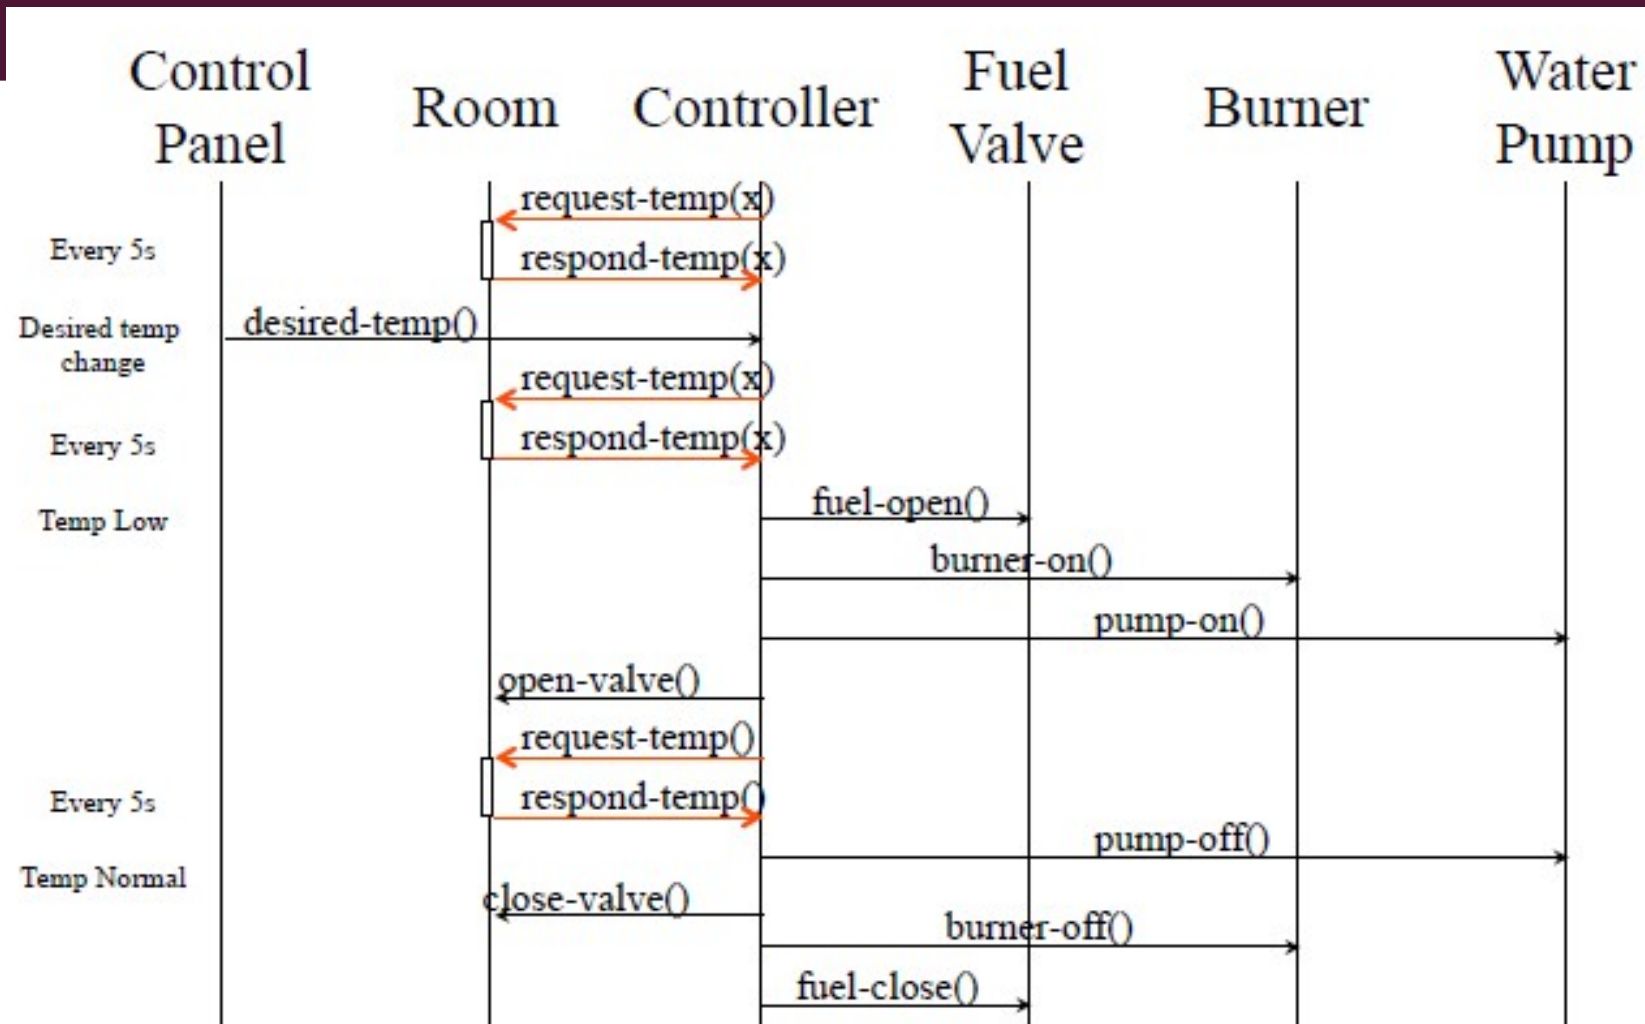 Control
Panel
Room
Controller
Fuel
Valve
Burner
Water
Pump
request-temp(x)
Every 5s
respond-temp(x)
Desired temp
change
desired-temp()
request-temp(x)
Every 5s
respond-temp(x)
Temp Low
fuel-open()
burner-on()
pump-on()
open-valve()
request-temp()
Every 5s
respond-temp()
pump-off()
Temp Normal
close-valve()
burner-off()
fuel-close()